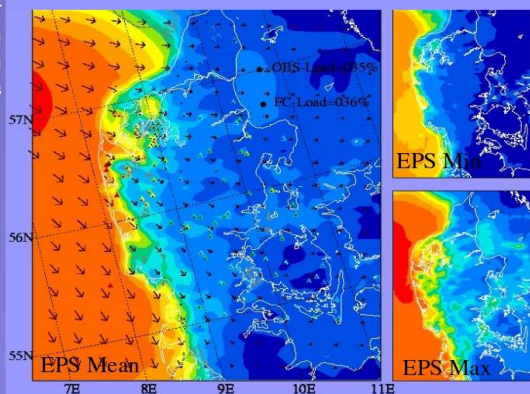 OBS-Load=035%
FC-Load=036%
57N
56N
55N
EPS Mean
7E
8E
9E
10E
11E
EPS Min
EPS Max